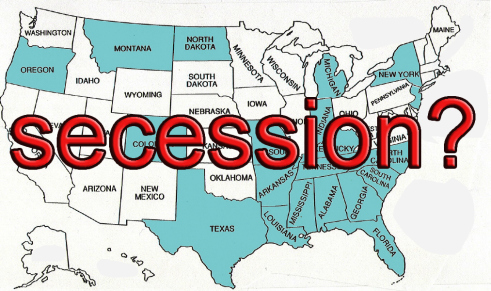 WASHINGTON
MAINE
MONTANA
NORTH
DAKOTA
MINNESOTA
OREGON
WISCONSIN
MICHIGAN
IDAHO
SOUTH
DAKOTA
NEW YORK
WYOMING
PENNSYLVANIA
IOWA
NEBRASKA
OHIO
INDIANA
secession?
ARIZONA
NEW
MEXICO
OKLAHOMA
ARKANSAS
SOUTH
CAROLINA
MISSISSIPPI
ALABAMA
GEORGIA
TEXAS
LOUISIANA
FLORIDA